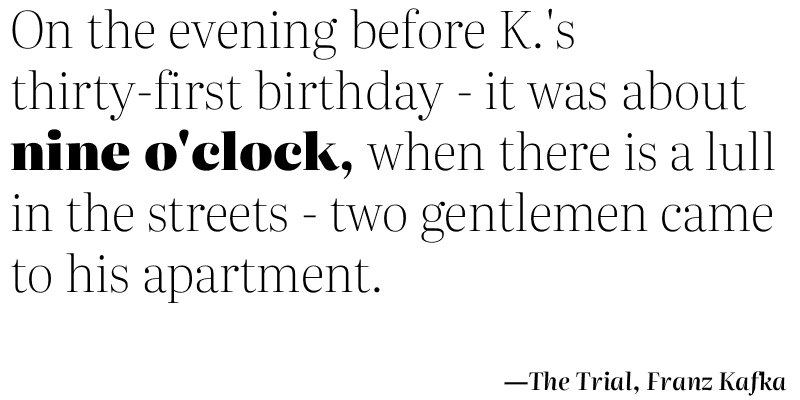 On the evening before K.'s
thirty-first birthday - it was about
nine o'clock, when there is a lull
in the streets - two gentlemen came
to his apartment.
—The Trial, Franz Kafka